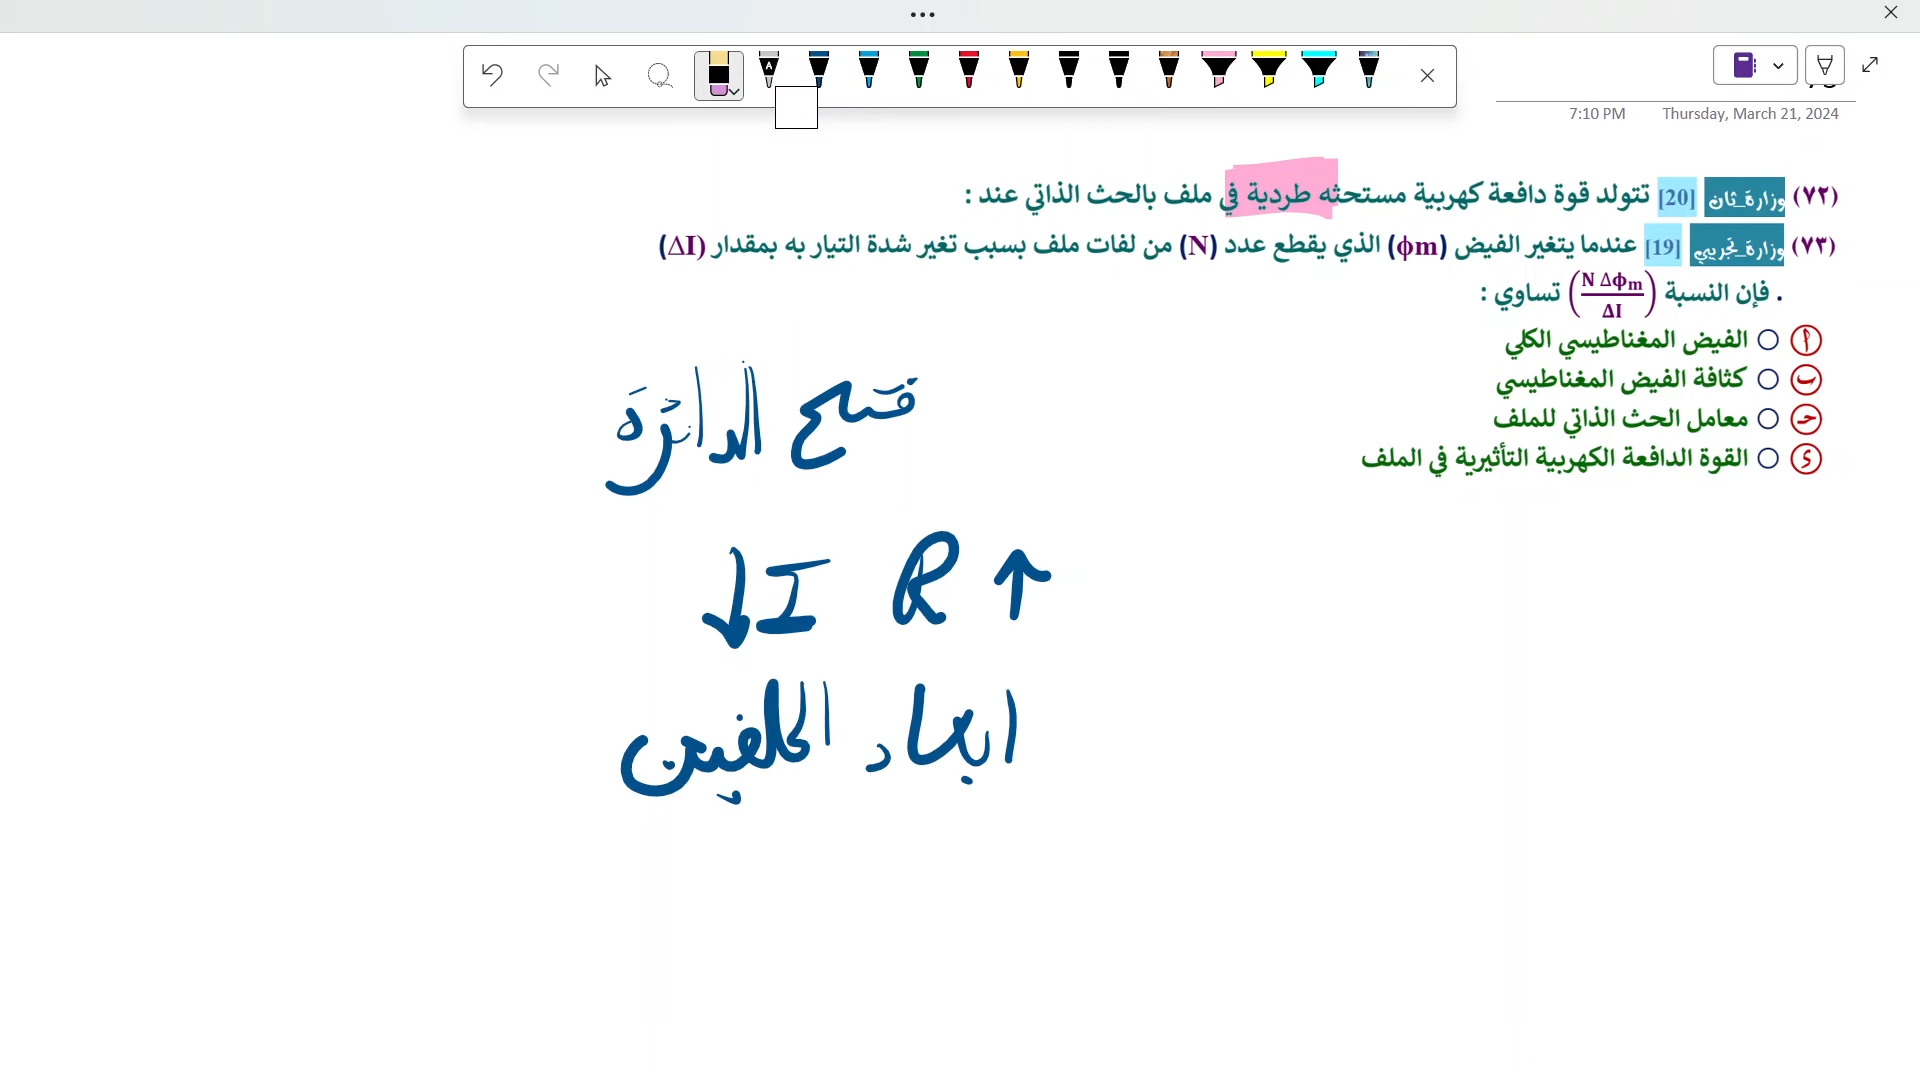 7:10 PM Thursday, March 21, 2024
(٧٢) وزارة_ثان [20] تتولد قوة دافعة كهربية مستحثه طردية في ملف بالحث الذاتي عند :
(٧٣) وزارة_تجريبي [19] عندما يتغير الفيض (ϕm) الذي يقطع عدد (N) من لفات ملف بسبب تغير شدة التيار به بمقدار (ΔI)
. فإن النسبة (N Δϕm / ΔI) تساوي :
أ الفيض المغناطيسي الكلي
ب كثافة الفيض المغناطيسي
جـ معامل الحث الذاتي للملف
د القوة الدافعة الكهربية التأثيرية في الملف
فتح الدائرة
↓I R ↑
ابعاد الملفين